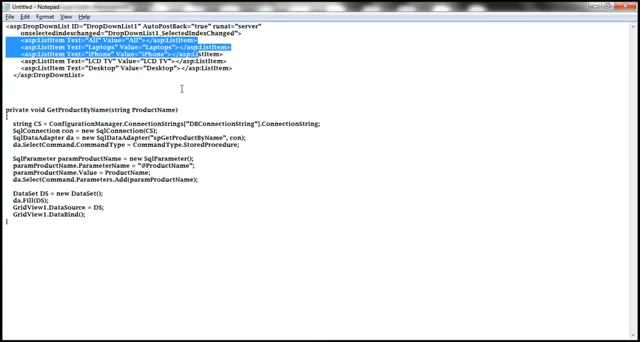 Untitled - Notepad
File Edit Format View Help
<asp:DropDownList ID="DropDownList1" AutoPostBack="true" runat="server"
onselectedindexchanged="DropDownList1_SelectedIndexChanged">
<asp:ListItem Text="All" Value="All"></asp:ListItem>
<asp:ListItem Text="Laptops" Value="Laptops"></asp:ListItem>
<asp:ListItem Text="iPhone" Value="iPhone"></asp:ListItem>
<asp:ListItem Text="LCD TV" Value="LCD TV"></asp:ListItem>
<asp:ListItem Text="Desktop" Value="Desktop"></asp:ListItem>
</asp:DropDownList>
private void GetProductByName(string ProductName)
{
string CS = ConfigurationManager.ConnectionStrings["DBConnectionString"].ConnectionString;
SqlConnection con = new SqlConnection(CS);
SqlDataAdapter da = new SqlDataAdapter("spGetProductByName", con);
da.SelectCommand.CommandType = CommandType.StoredProcedure;
SqlParameter paramProductName = new SqlParameter();
paramProductName.ParameterName = "@ProductName";
paramProductName.Value = ProductName;
da.SelectCommand.Parameters.Add(paramProductName);
DataSet DS = new DataSet();
da.Fill(DS);
GridView1.DataSource = DS;
GridView1.DataBind();
}